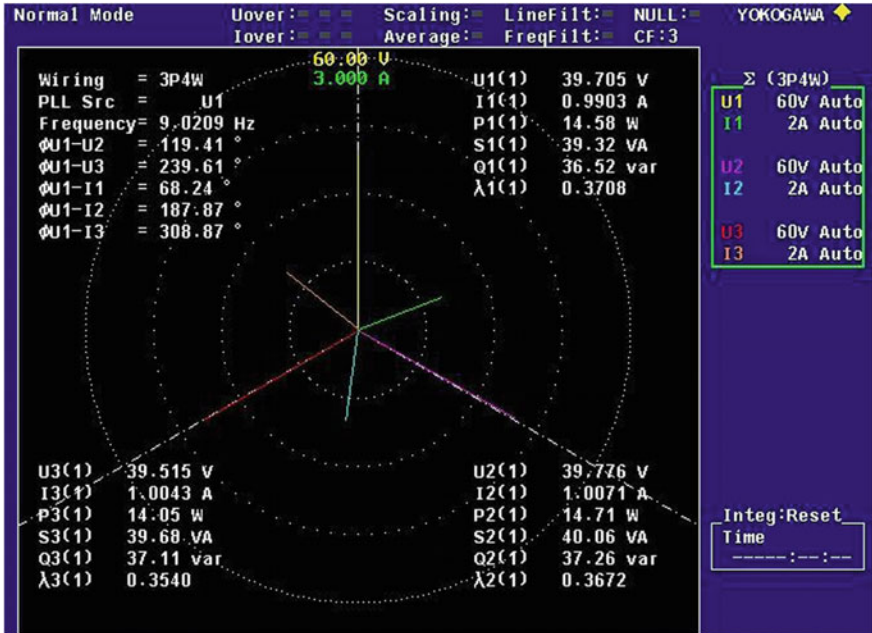 Normal Mode Uover:= = = Scaling:= LineFilt:= NULL:= YOKOGAWA
Iover:= = = Average:= FreqFilt:= CF:3
60.00 V
3.000 A
Wiring = 3P4W
PLL Src = U1
Frequency= 9.0209 Hz
ϕU1-U2 = 119.41 °
ϕU1-U3 = 239.61 °
ϕU1-I1 = 68.24 °
ϕU1-I2 = 187.87 °
ϕU1-I3 = 308.87 °
U1(1) 39.705 V
I1(1) 0.9903 A
P1(1) 14.58 W
S1(1) 39.32 VA
Q1(1) 36.52 var
λ1(1) 0.3708
Σ (3P4W)
U1 60V Auto
I1 2A Auto
U2 60V Auto
I2 2A Auto
U3 60V Auto
I3 2A Auto
U3(1) 39.515 V
I3(1) 1.0043 A
P3(1) 14.05 W
S3(1) 39.68 VA
Q3(1) 37.11 var
λ3(1) 0.3540
U2(1) 39.776 V
I2(1) 1.0071 A
P2(1) 14.71 W
S2(1) 40.06 VA
Q2(1) 37.26 var
λ2(1) 0.3672
Integ:Reset
Time
-----:--:--